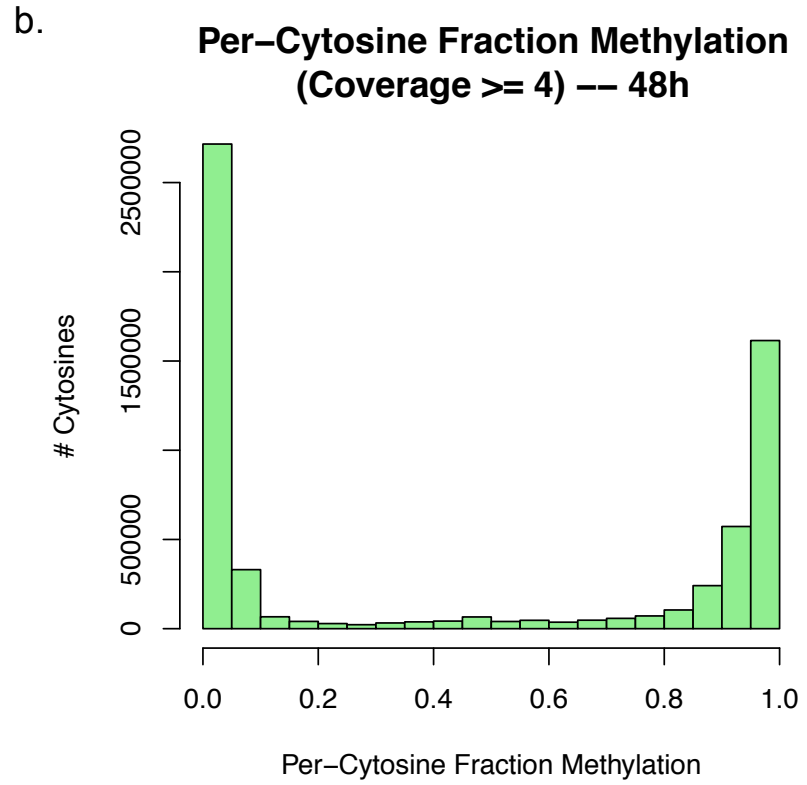 b.
Per−Cytosine Fraction Methylation
(Coverage >= 4) −− 48h
# Cytosines
2500000
1500000
500000
0
0.0 0.2 0.4 0.6 0.8 1.0
Per−Cytosine Fraction Methylation